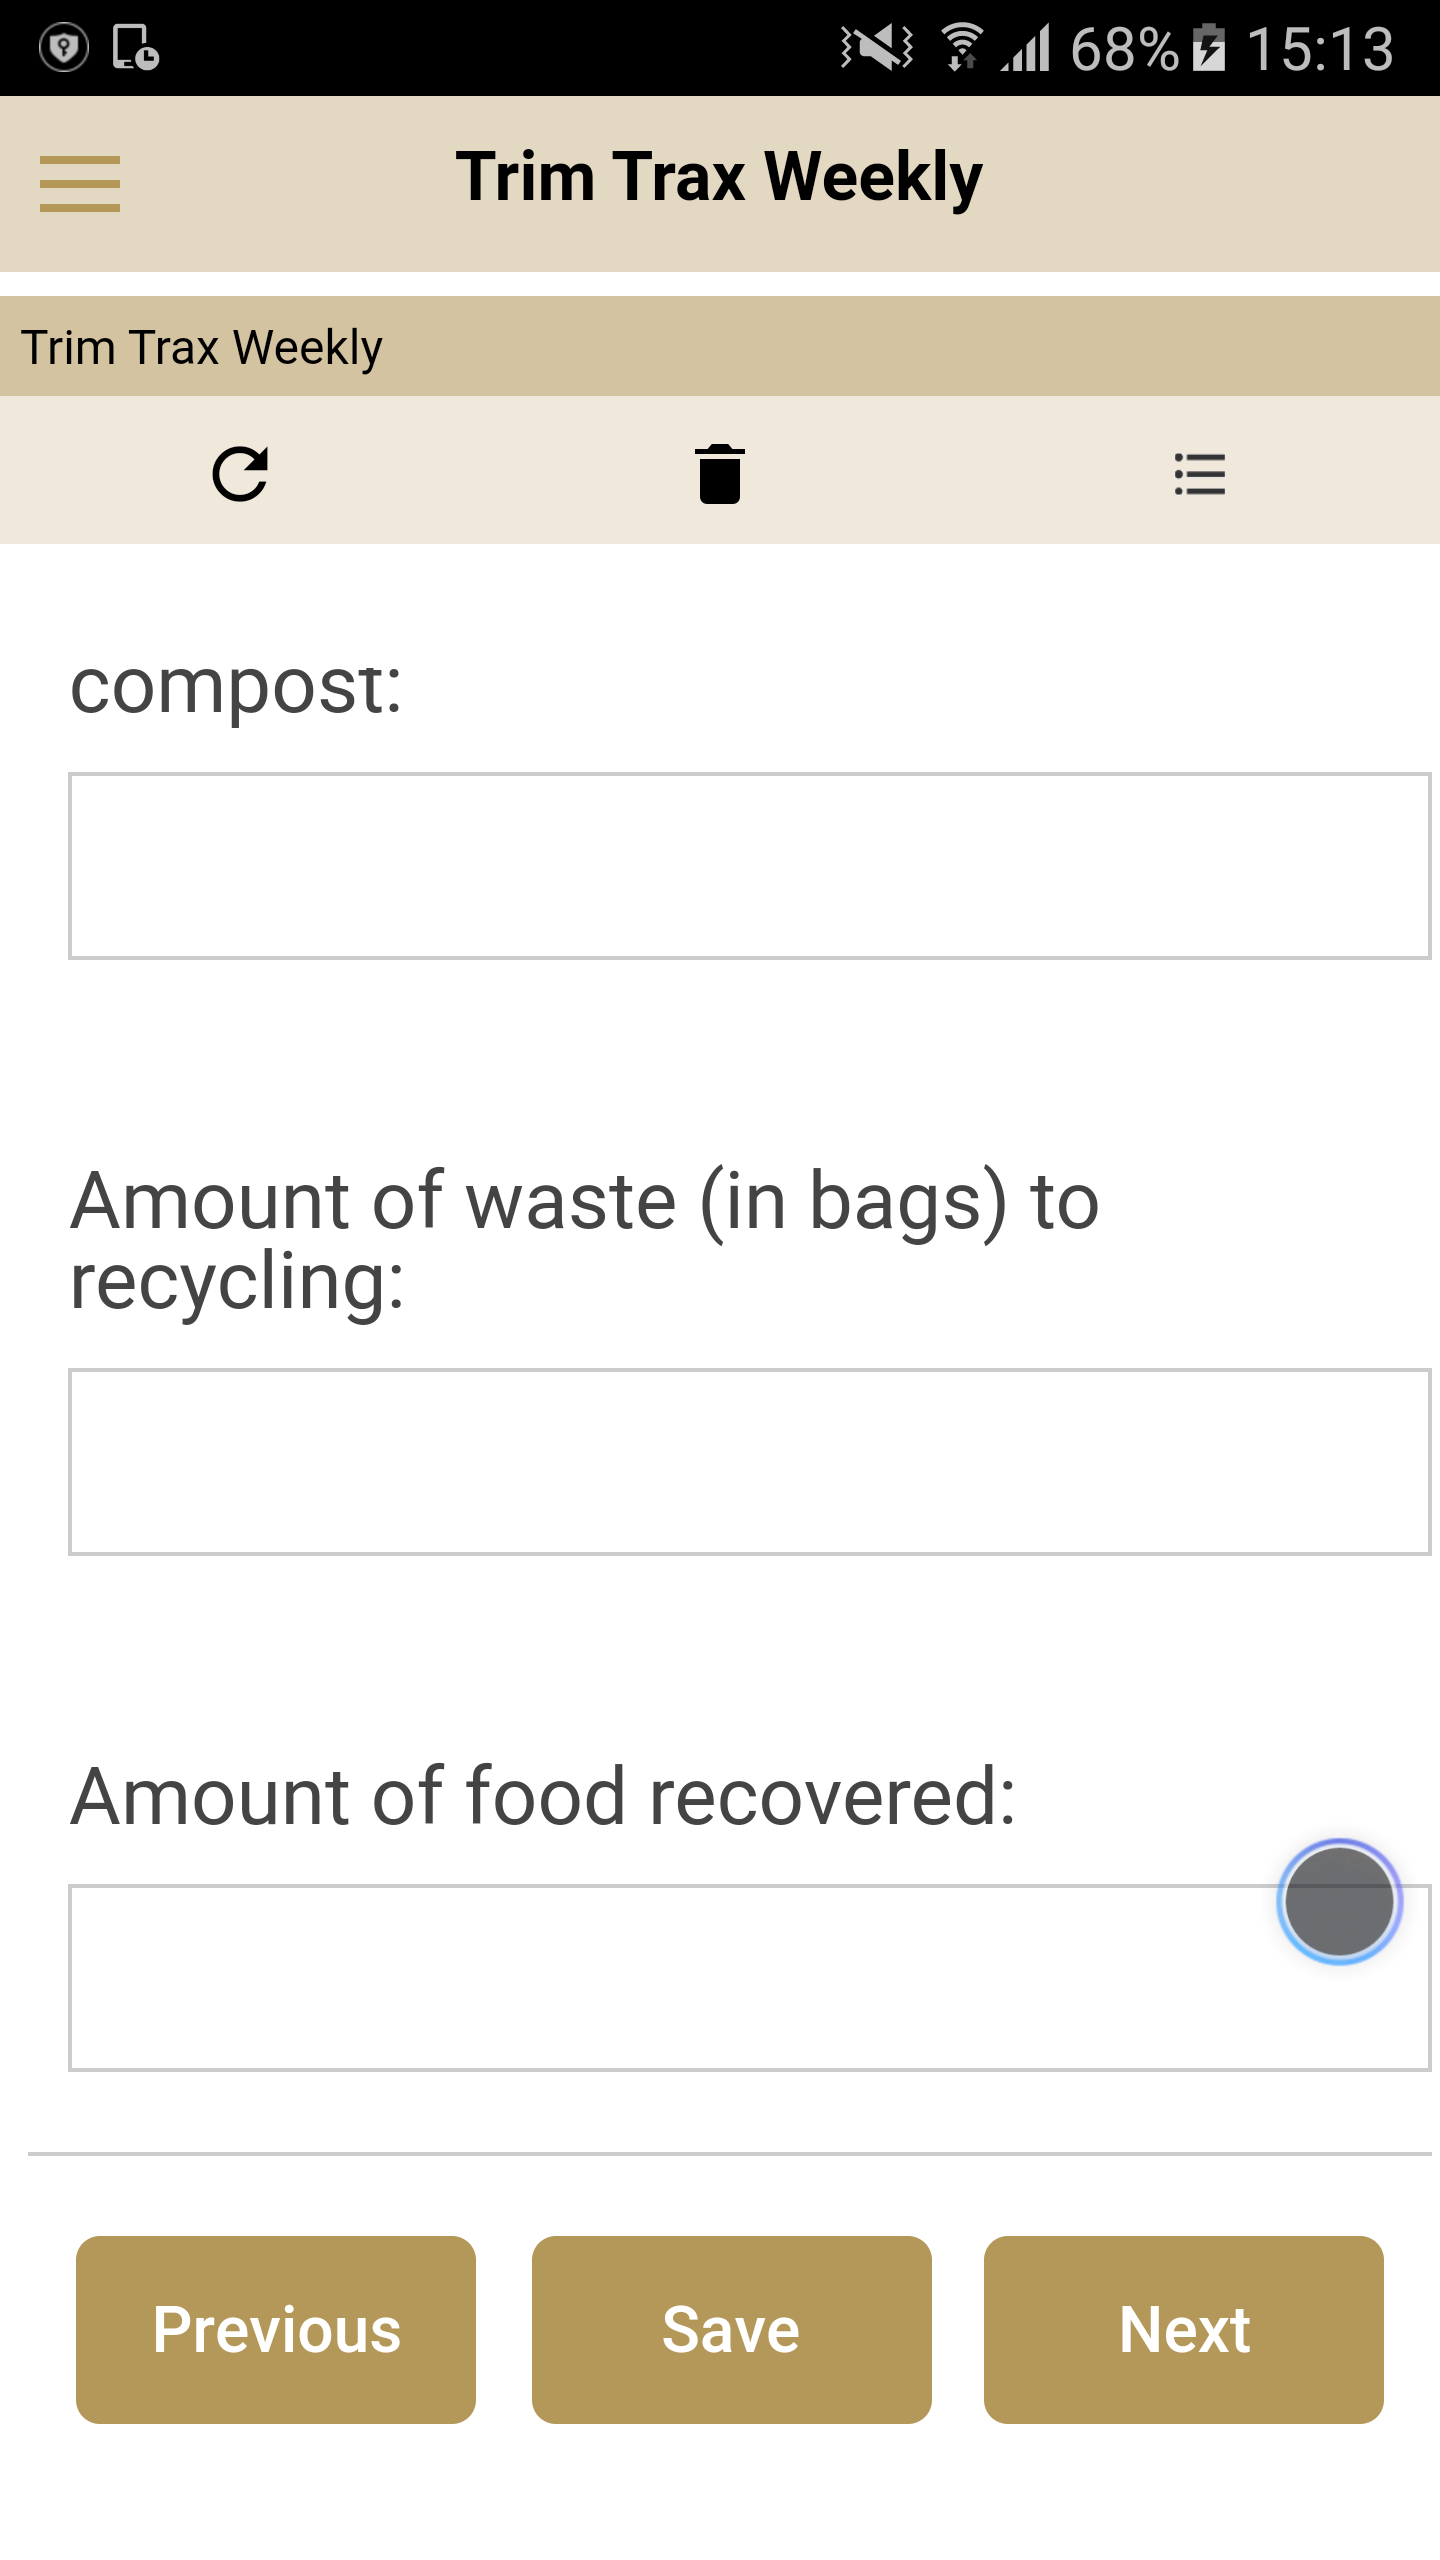 68% 15:13
Trim Trax Weekly
Trim Trax Weekly
compost:
Amount of waste (in bags) to
recycling:
Amount of food recovered:
Previous Save Next